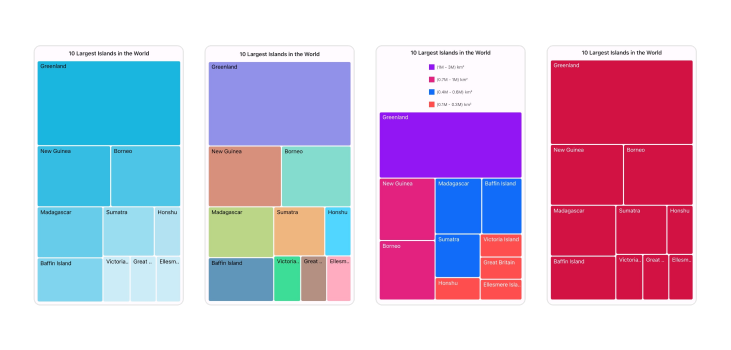 10 Largest Islands in the World
Greenland
New Guinea
Borneo
Madagascar
Sumatra
Honshu
Baffin Island
Victoria..
Great ..
Ellesm..
10 Largest Islands in the World
Greenland
New Guinea
Borneo
Madagascar
Sumatra
Honshu
Baffin Island
Victoria..
Great ..
Ellesm..
10 Largest Islands in the World
(1M - 3M) km²
(0.7M - 1M) km²
(0.4M - 0.6M) km²
(0.1M - 0.3M) km²
Greenland
New Guinea
Madagascar
Baffin Island
Borneo
Sumatra
Victoria Island
Great Britain
Honshu
Ellesmere Isla..
10 Largest Islands in the World
Greenland
New Guinea
Borneo
Madagascar
Sumatra
Honshu
Baffin Island
Victoria..
Great ..
Ellesm..